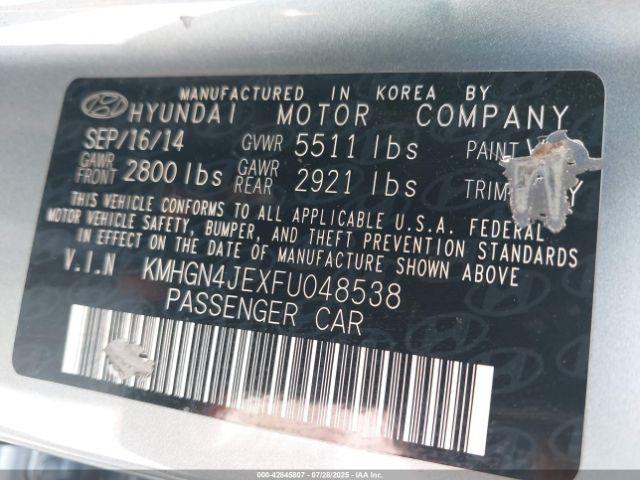 MANUFACTURED IN KOREA BY
HYUNDAI MOTOR COMPANY
SEP/16/14 GVWR 5511 lbs PAINT
GAWR FRONT 2800 lbs GAWR REAR 2921 lbs TRIM
THIS VEHICLE CONFORMS TO ALL APPLICABLE U.S.A. FEDERAL
MOTOR VEHICLE SAFETY, BUMPER, AND THEFT PREVENTION STANDARDS
IN EFFECT ON THE DATE OF MANUFACTURE SHOWN ABOVE
V.I.N KMHGN4JEXFU048538
PASSENGER CAR
000-42845807 - 07/28/2025 - IAAI.COM